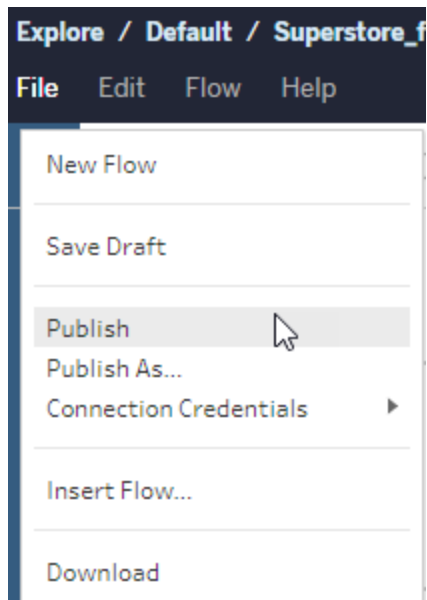 Explore / Default / Superstore_f
File Edit Flow Help
New Flow
Save Draft
Publish
Publish As...
Connection Credentials
Insert Flow...
Download